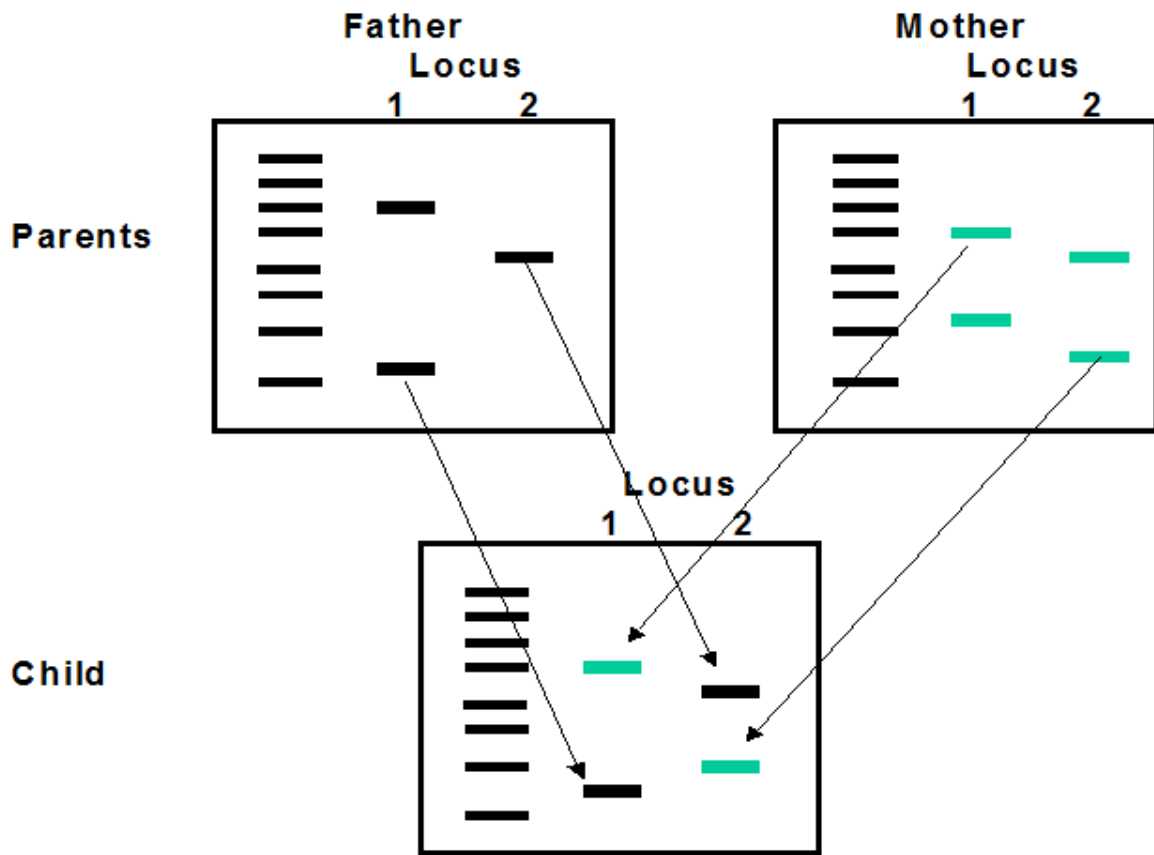 Father Mother
Locus Locus
1 2 1 2
Parents
Locus
1 2
Child